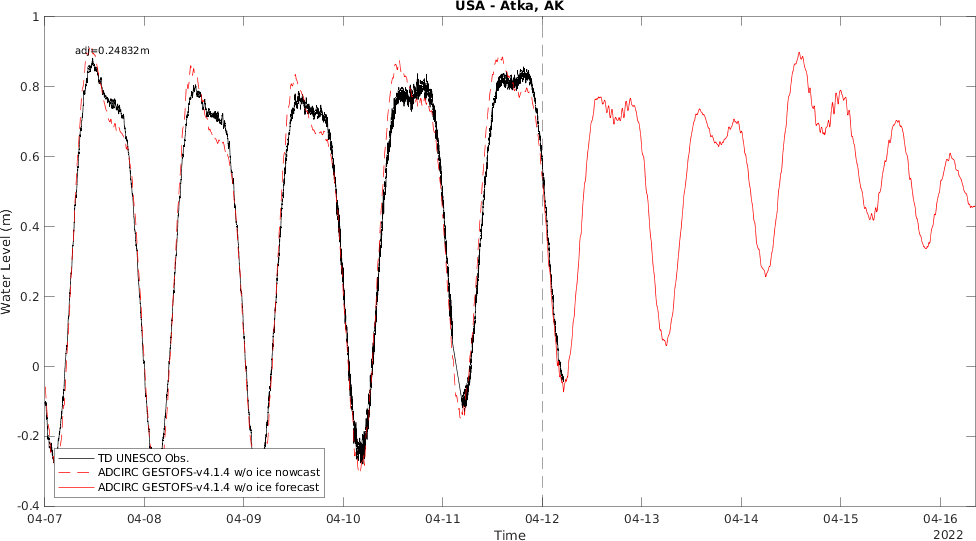 USA - Atka, AK
adj=0.24832m
1
0.8
0.6
0.4
0.2
0
-0.2
-0.4
Water Level (m)
TD UNESCO Obs.
ADCIRC GESTOFS-v4.1.4 w/o ice nowcast
ADCIRC GESTOFS-v4.1.4 w/o ice forecast
04-07 04-08 04-09 04-10 04-11 04-12 04-13 04-14 04-15 04-16
Time
2022